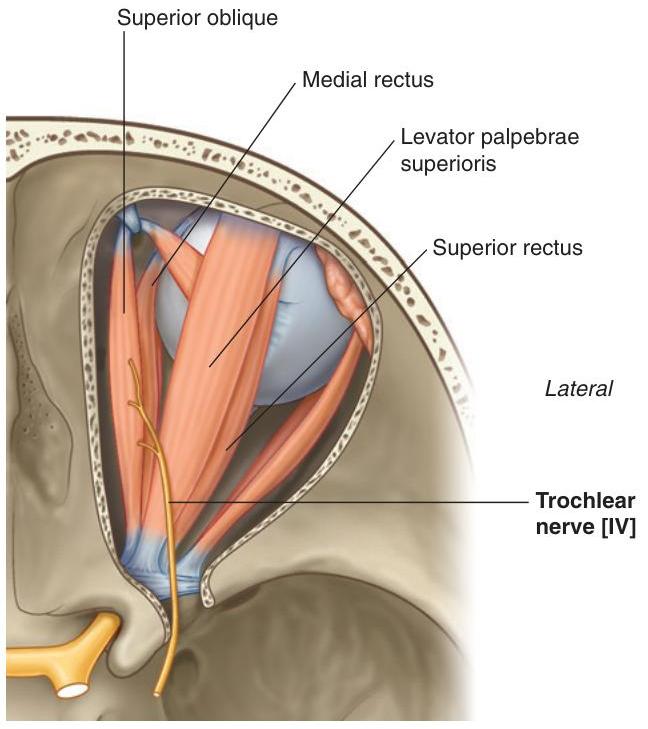 Superior oblique
Medial rectus
Levator palpebrae
superioris
Superior rectus
Lateral
Trochlear
nerve [IV]